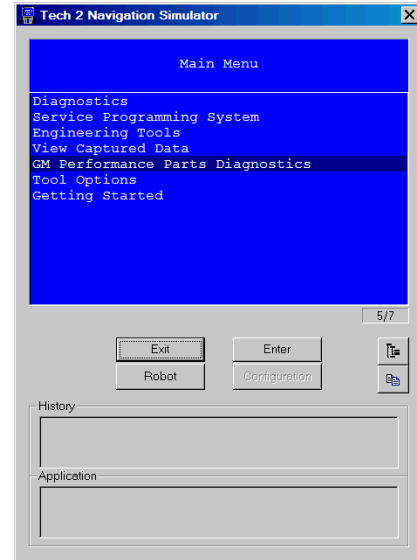 Tech 2 Navigation Simulator
Main Menu
Diagnostics
Service Programming System
Engineering Tools
View Captured Data
GM Performance Parts Diagnostics
Tool Options
Getting Started
5/7
Exit
Enter
Robot
Configuration
History
Application